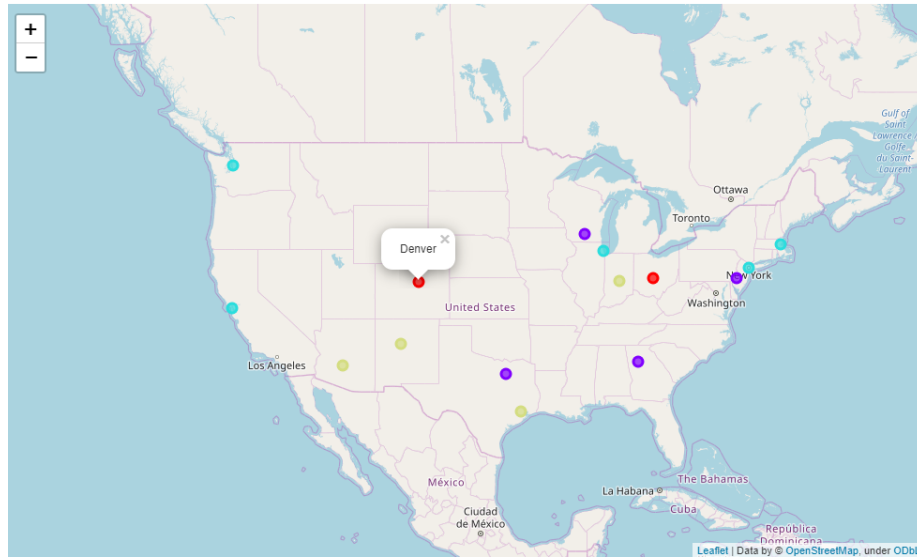 +
−
Gulf of
Saint
Lawrence /
Golfe
du Saint-
Laurent
Ottawa
Toronto
Denver
×
New York
Washington
United States
Los Angeles
The Bahamas
La Habana
México
Cuba
Ciudad
de México
República
Dominicana
Leaflet | Data by © OpenStreetMap, under ODbL